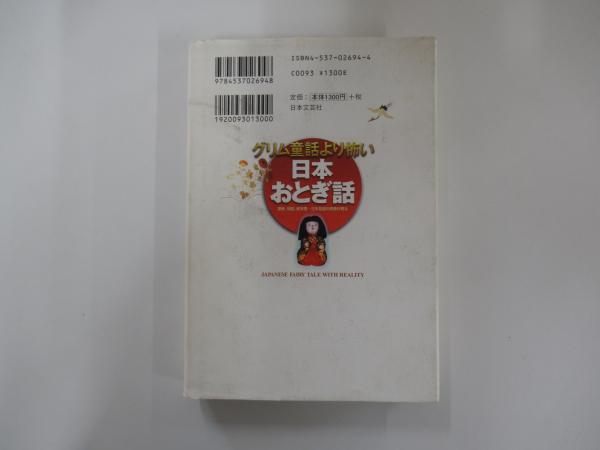 ISBN4-537-02694-4
C0093 ¥1300E
9784537026948
定価：本体1300円＋税
日本文芸社
1920093013000
グリム童話より怖い
日本
おとぎ話
JAPANESE FAIRY TALE WITH REALITY